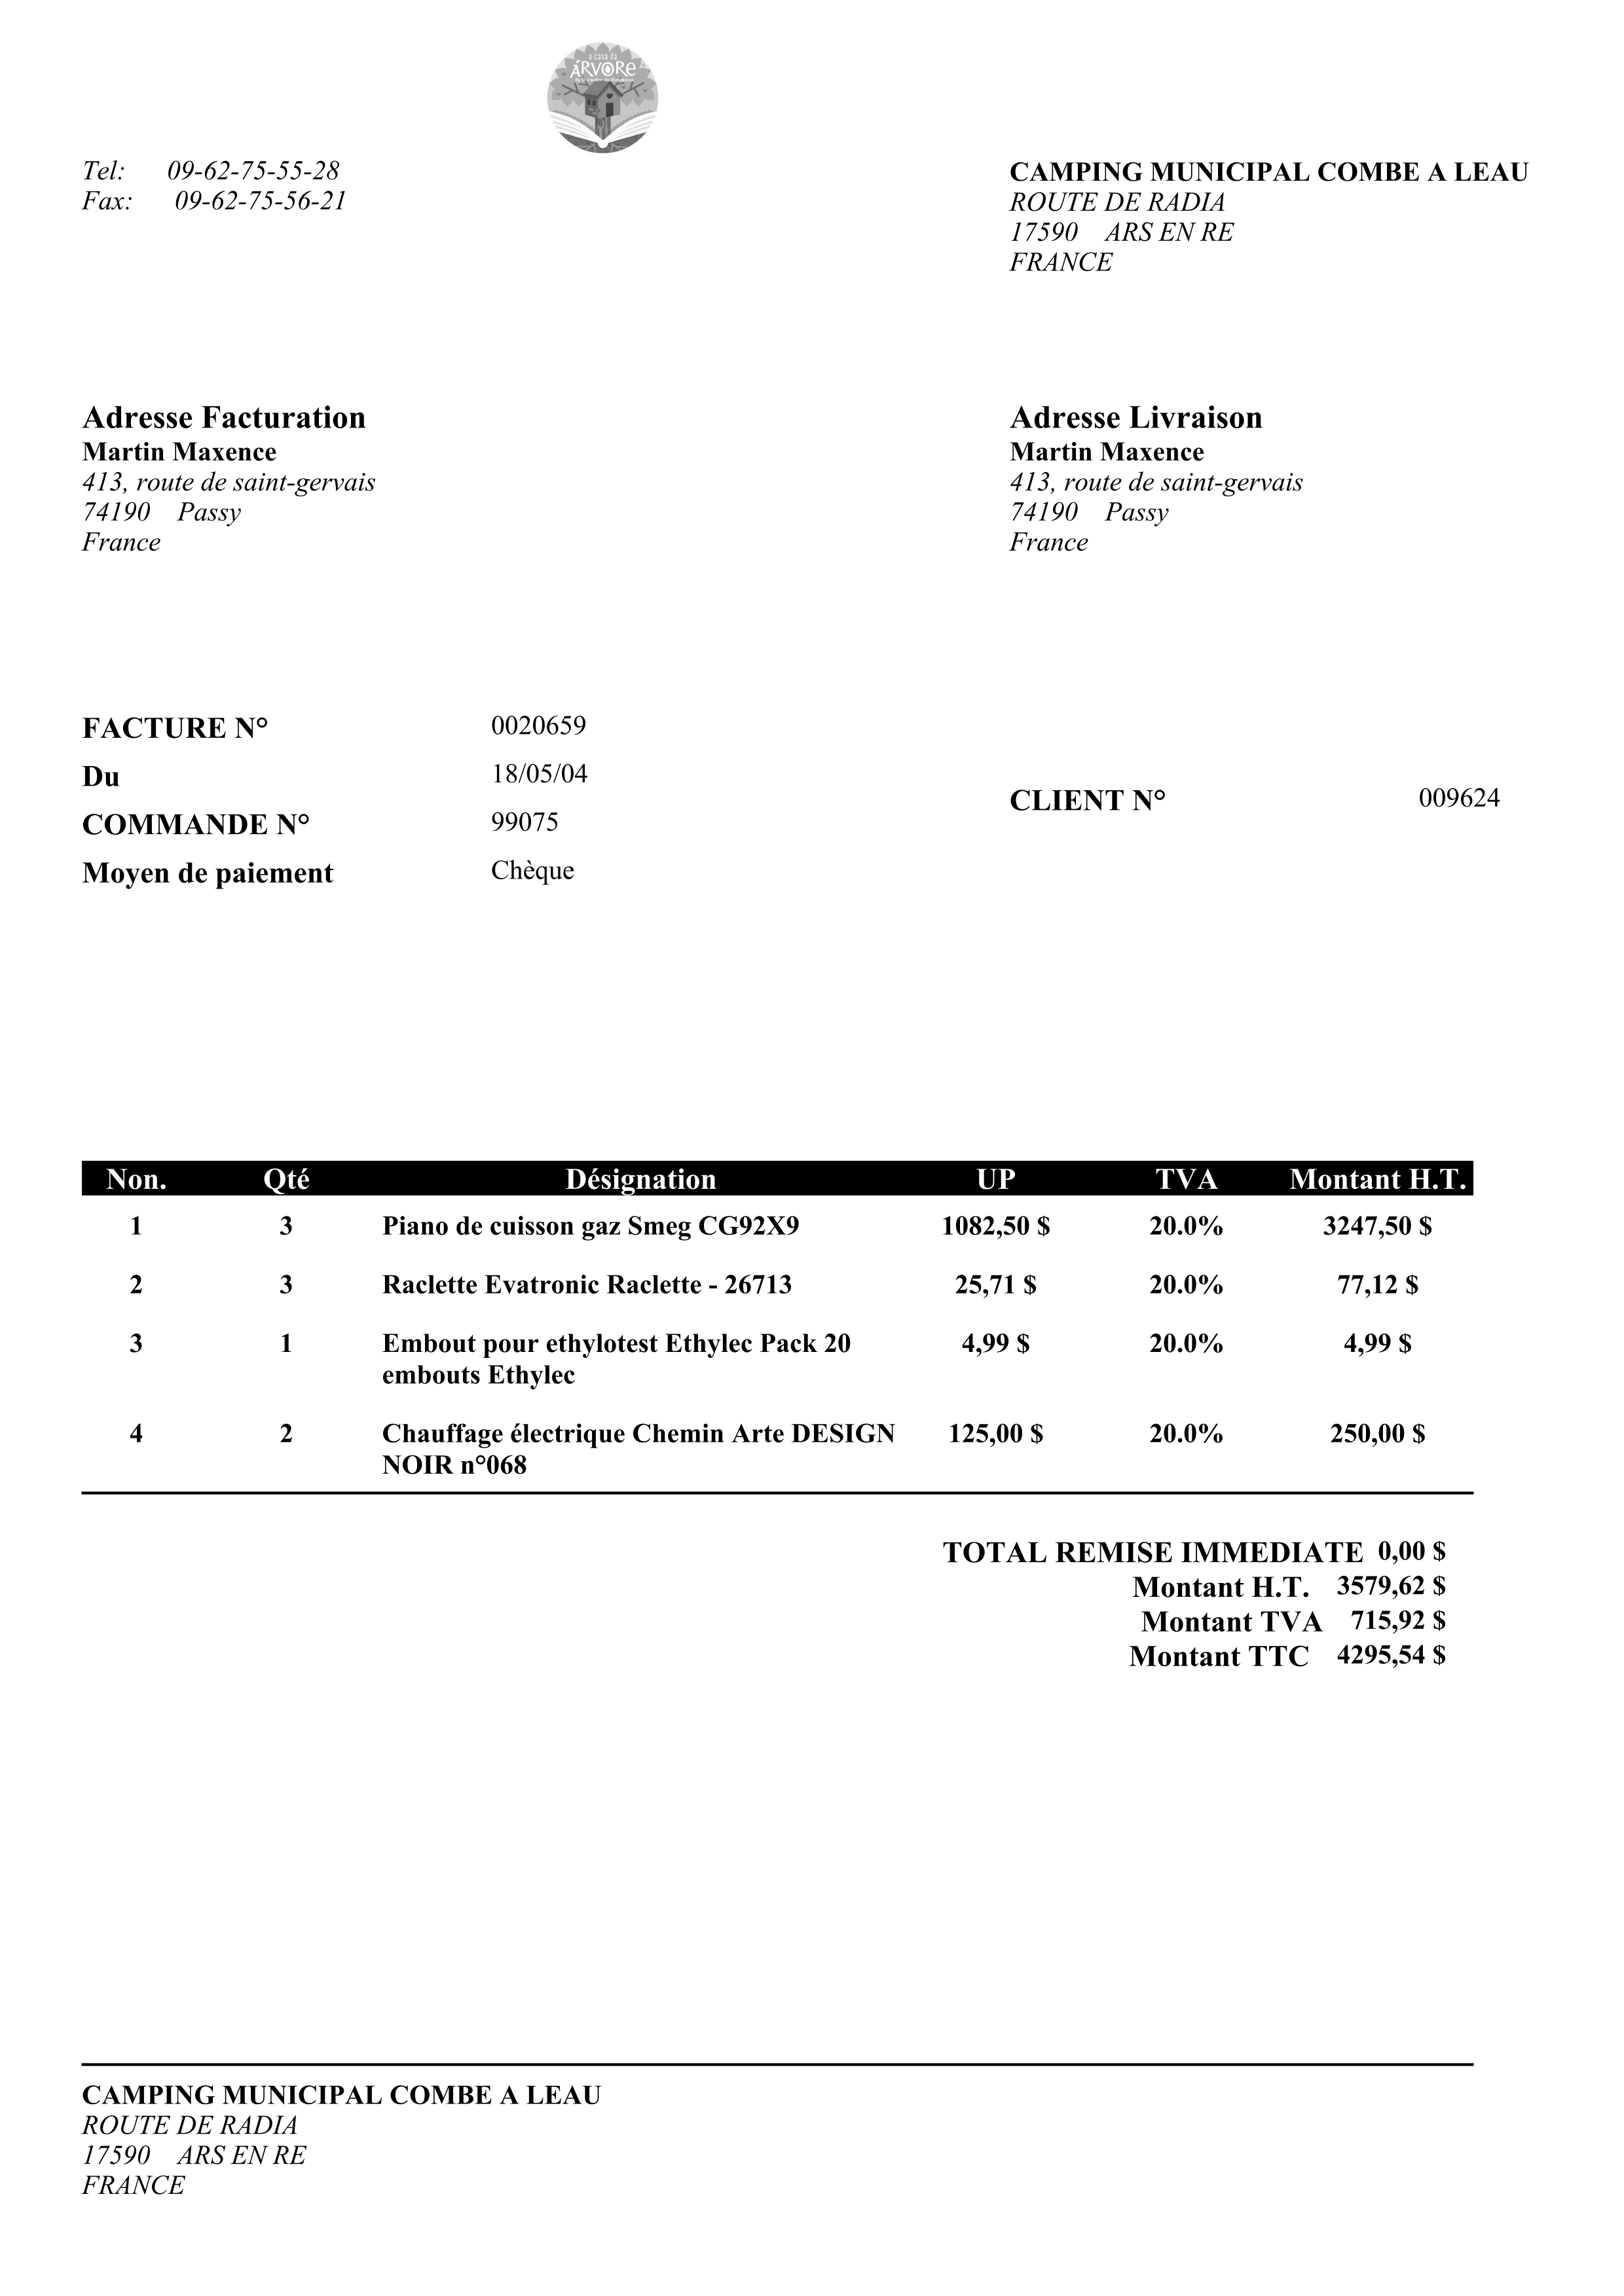 a casa da
ÁRVORe
Tel: 09-62-75-55-28
Fax: 09-62-75-56-21
CAMPING MUNICIPAL COMBE A LEAU
ROUTE DE RADIA
17590 ARS EN RE
FRANCE
Adresse Facturation
Martin Maxence
413, route de saint-gervais
74190 Passy
France
Adresse Livraison
Martin Maxence
413, route de saint-gervais
74190 Passy
France
FACTURE N° 0020659
Du 18/05/04
COMMANDE N° 99075
Moyen de paiement Chèque
CLIENT N° 009624
Non. Qté Désignation UP TVA Montant H.T.
1 3 Piano de cuisson gaz Smeg CG92X9 1082,50 $ 20.0% 3247,50 $
2 3 Raclette Evatronic Raclette - 26713 25,71 $ 20.0% 77,12 $
3 1 Embout pour ethylotest Ethylec Pack 20 4,99 $ 20.0% 4,99 $
embouts Ethylec
4 2 Chauffage électrique Chemin Arte DESIGN 125,00 $ 20.0% 250,00 $
NOIR n°068
TOTAL REMISE IMMEDIATE 0,00 $
Montant H.T. 3579,62 $
Montant TVA 715,92 $
Montant TTC 4295,54 $
CAMPING MUNICIPAL COMBE A LEAU
ROUTE DE RADIA
17590 ARS EN RE
FRANCE